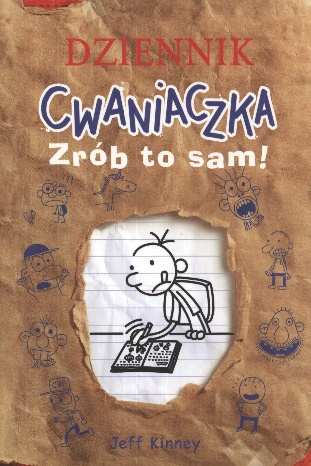 DZIENNIK
CWANIACZKA
Zrób to sam!
Jeff Kinney